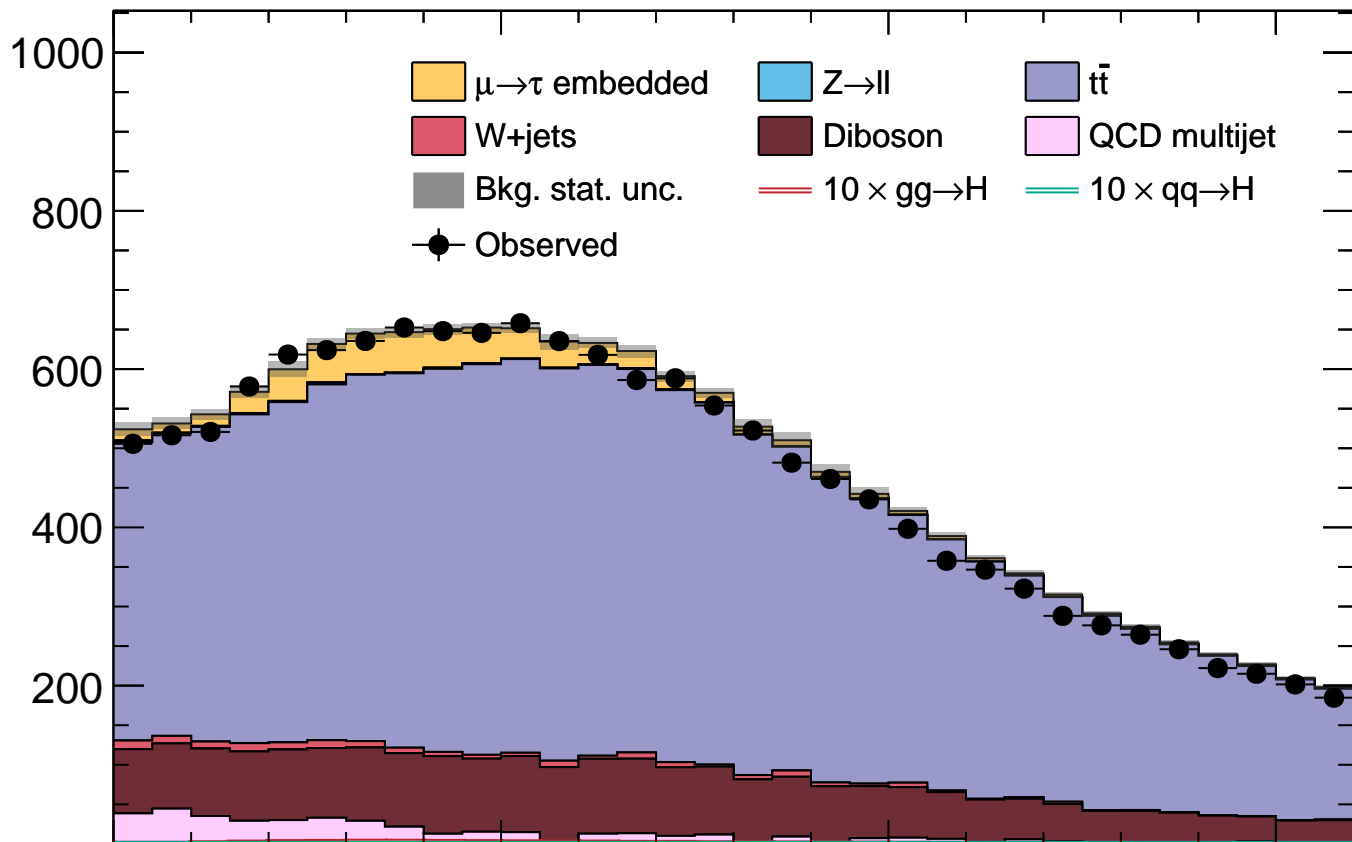 1000
μ→τ embedded Z→ll tt̄
W+jets Diboson QCD multijet
Bkg. stat. unc. 10 × gg→H 10 × qq→H
800
Observed
600
400
200